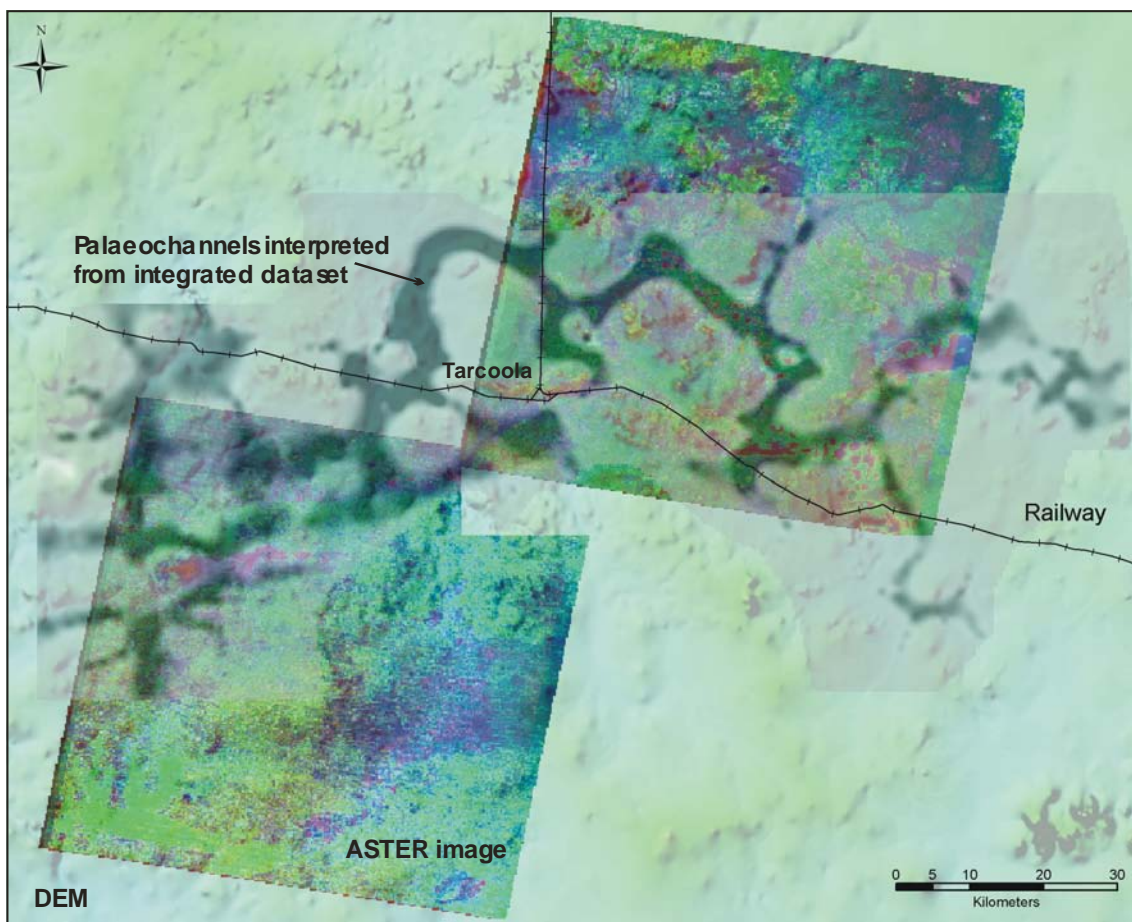 N
Palaeochannels interpreted
from integrated dataset
Tarcoola
Railway
ASTER image
DEM
0 5 10 20 30
Kilometers